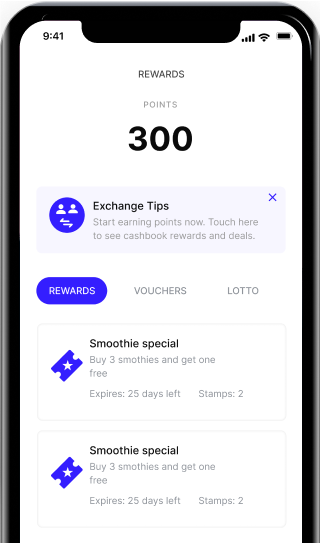 9:41
REWARDS
POINTS
300
Exchange Tips
Start earning points now. Touch here
to see cashbook rewards and deals.
REWARDS VOUCHERS LOTTO
Smoothie special
Buy 3 smothies and get one
free
Expires: 25 days left Stamps: 2
Smoothie special
Buy 3 smothies and get one
free
Expires: 25 days left Stamps: 2